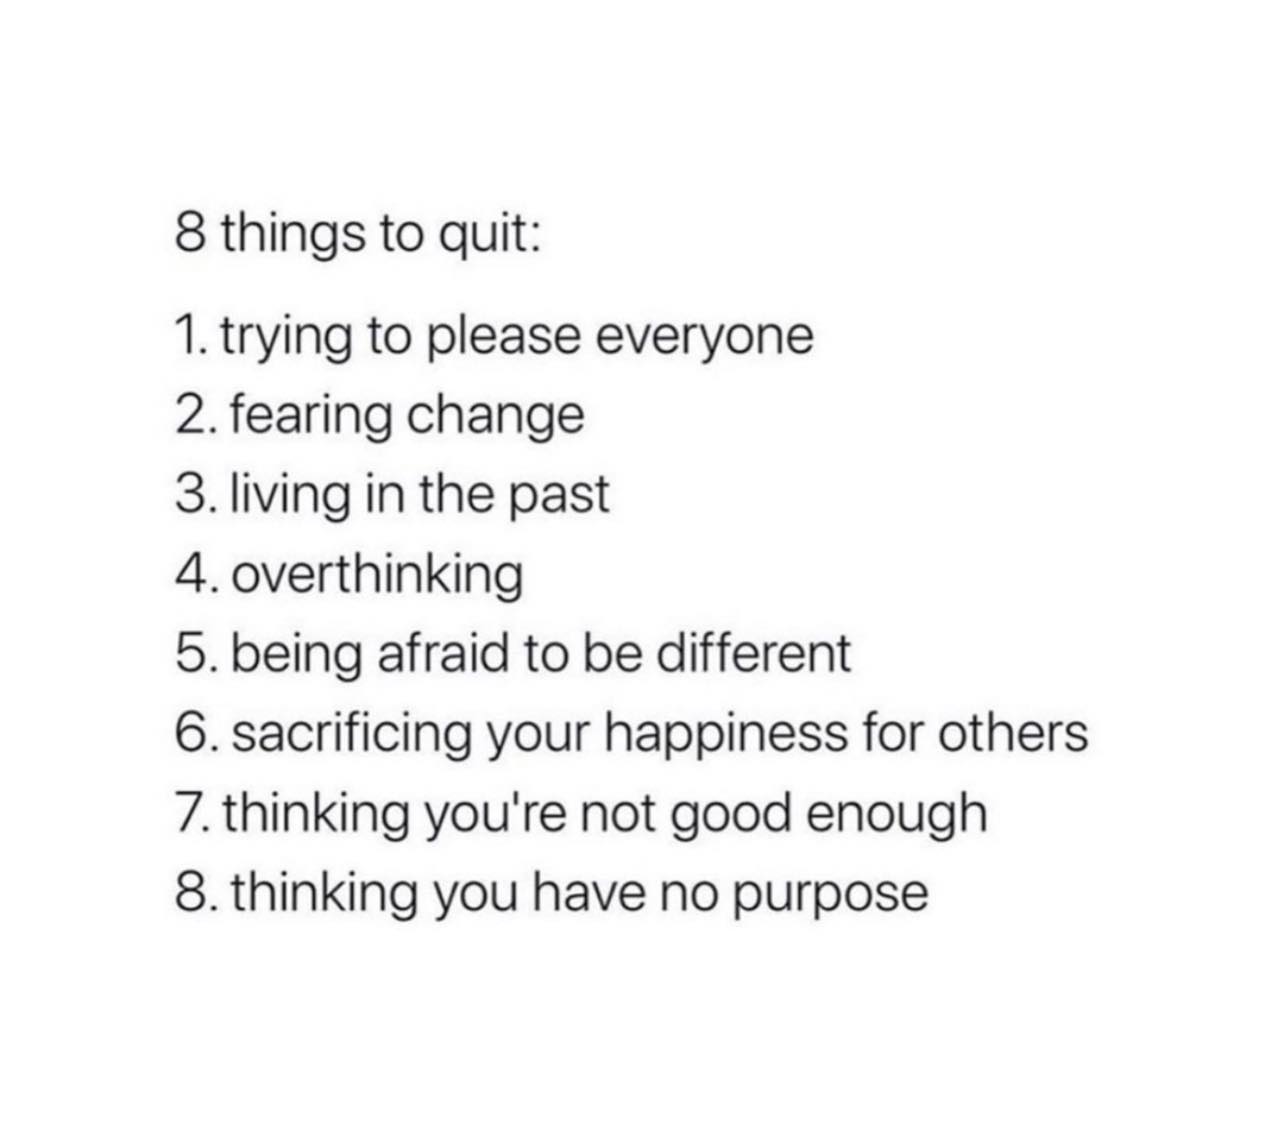 8 things to quit:
1. trying to please everyone
2. fearing change
3. living in the past
4. overthinking
5. being afraid to be different
6. sacrificing your happiness for others
7. thinking you're not good enough
8. thinking you have no purpose